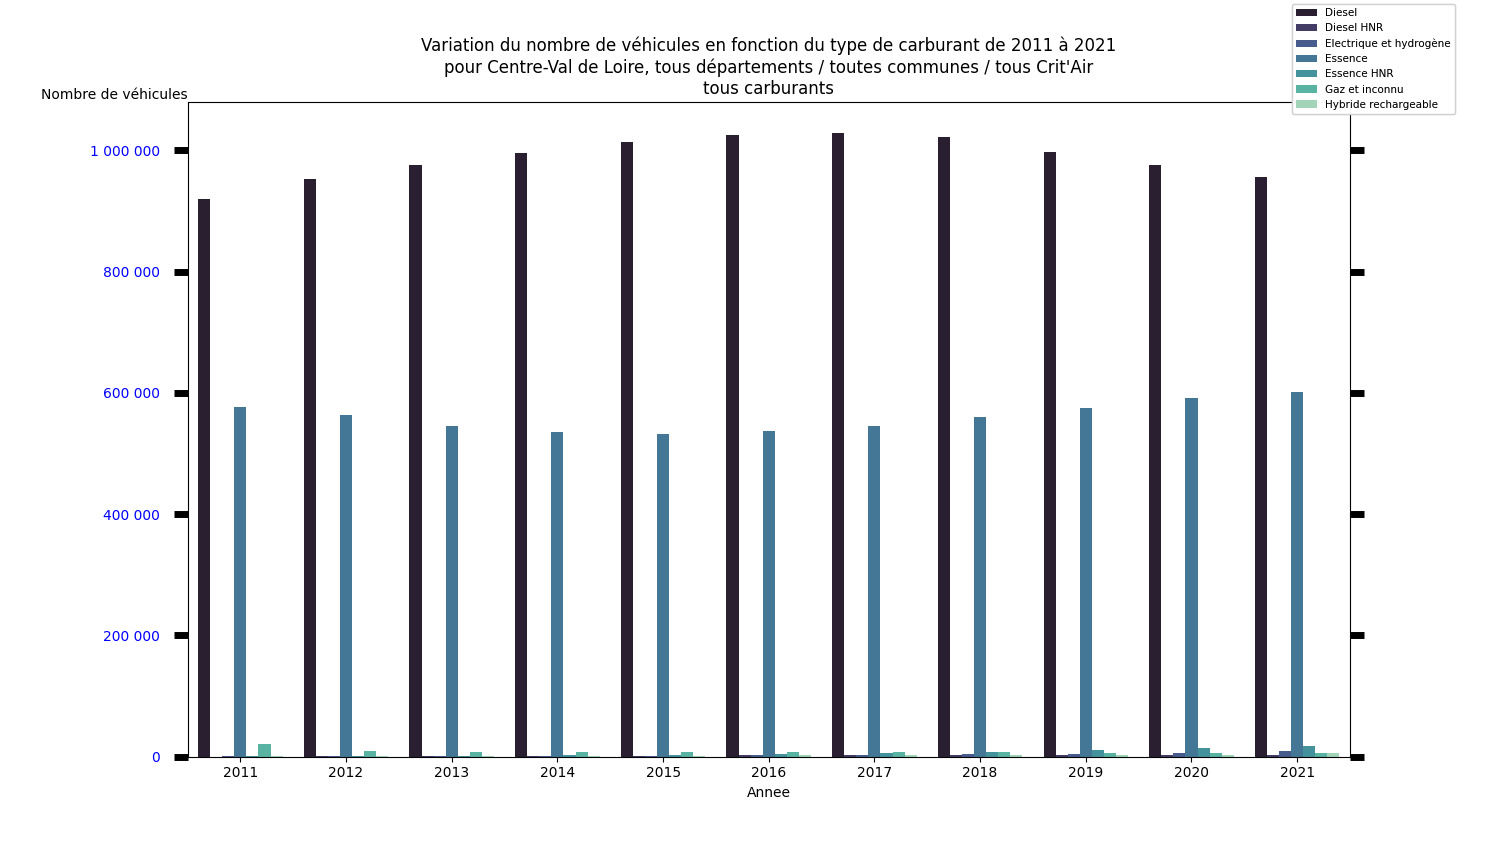 Variation du nombre de véhicules en fonction du type de carburant de 2011 à 2021
pour Centre-Val de Loire, tous départements / toutes communes / tous Crit'Air
tous carburants
Diesel
Diesel HNR
Electrique et hydrogène
Essence
Essence HNR
Gaz et inconnu
Hybride rechargeable
Nombre de véhicules
1 000 000
800 000
600 000
400 000
200 000
0
2011 2012 2013 2014 2015 2016 2017 2018 2019 2020 2021
Annee